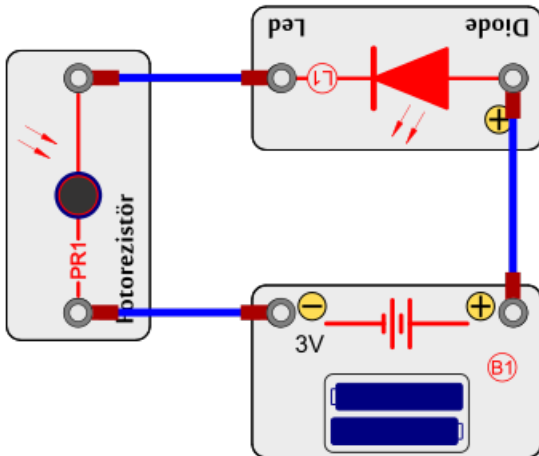 Led
Diode
L1
+
Fotorezistör
PR1
−
+
3V
B1